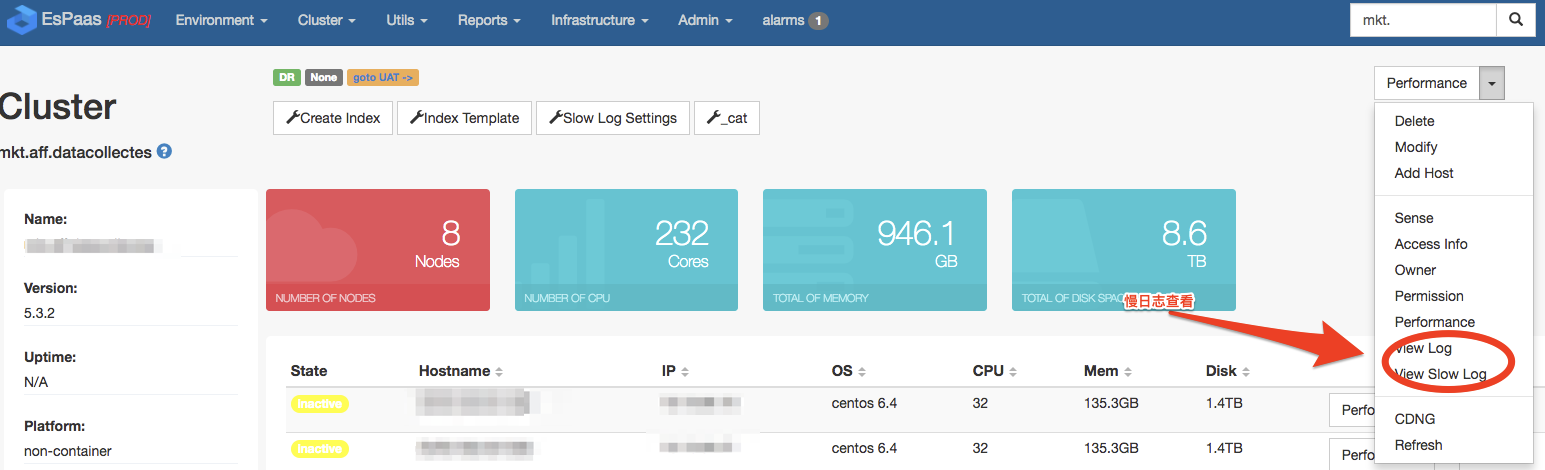 EsPaas [PROD] Environment Cluster Utils Reports Infrastructure Admin alarms 1 mkt.
DR None goto UAT ->
Performance
Cluster
Create Index Index Template Slow Log Settings _cat
mkt.aff.datacollectes ?
Delete
Modify
Add Host
Sense
Access Info
Owner
Permission
Performance
View Log
View Slow Log
CDNG
Refresh
Name:
Version:
5.3.2
Uptime:
N/A
Platform:
non-container
8
Nodes
NUMBER OF NODES
232
Cores
NUMBER OF CPU
946.1
GB
TOTAL OF MEMORY
8.6
TB
TOTAL OF DISK SPAC
慢日志查看
State Hostname IP OS CPU Mem Disk
Inactive centos 6.4 32 135.3GB 1.4TB Perfo
Inactive centos 6.4 32 135.3GB 1.4TB Perfo